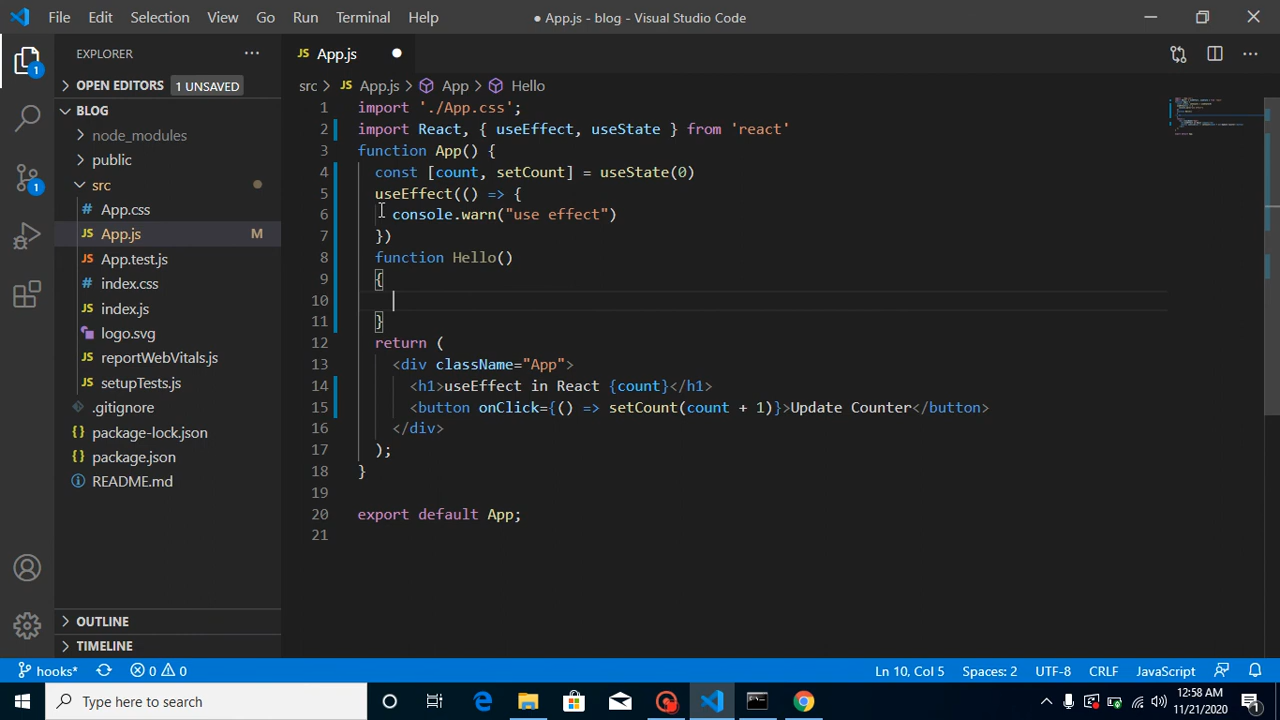 File Edit Selection View Go Run Terminal Help ● App.js - blog - Visual Studio Code
EXPLORER ···
JS App.js
OPEN EDITORS 1 UNSAVED
src JS App.js App Hello
BLOG
node_modules
public
src
App.css
JS App.js M
App.test.js
index.css
index.js
logo.svg
reportWebVitals.js
setupTests.js
.gitignore
package-lock.json
package.json
README.md
OUTLINE
TIMELINE
1 import './App.css';
2 import React, { useEffect, useState } from 'react'
3 function App() {
4 const [count, setCount] = useState(0)
5 useEffect(() => {
6 console.warn("use effect")
7 })
8 function Hello()
9 {
10
11 }
12 return (
13 <div className="App">
14 <h1>useEffect in React {count}</h1>
15 <button onClick={() => setCount(count + 1)}>Update Counter</button>
16 </div>
17 );
18 }
19
20 export default App;
21
hooks* 0 0 Ln 10, Col 5 Spaces: 2 UTF-8 CRLF JavaScript
Type here to search
12:58 AM
11/21/2020